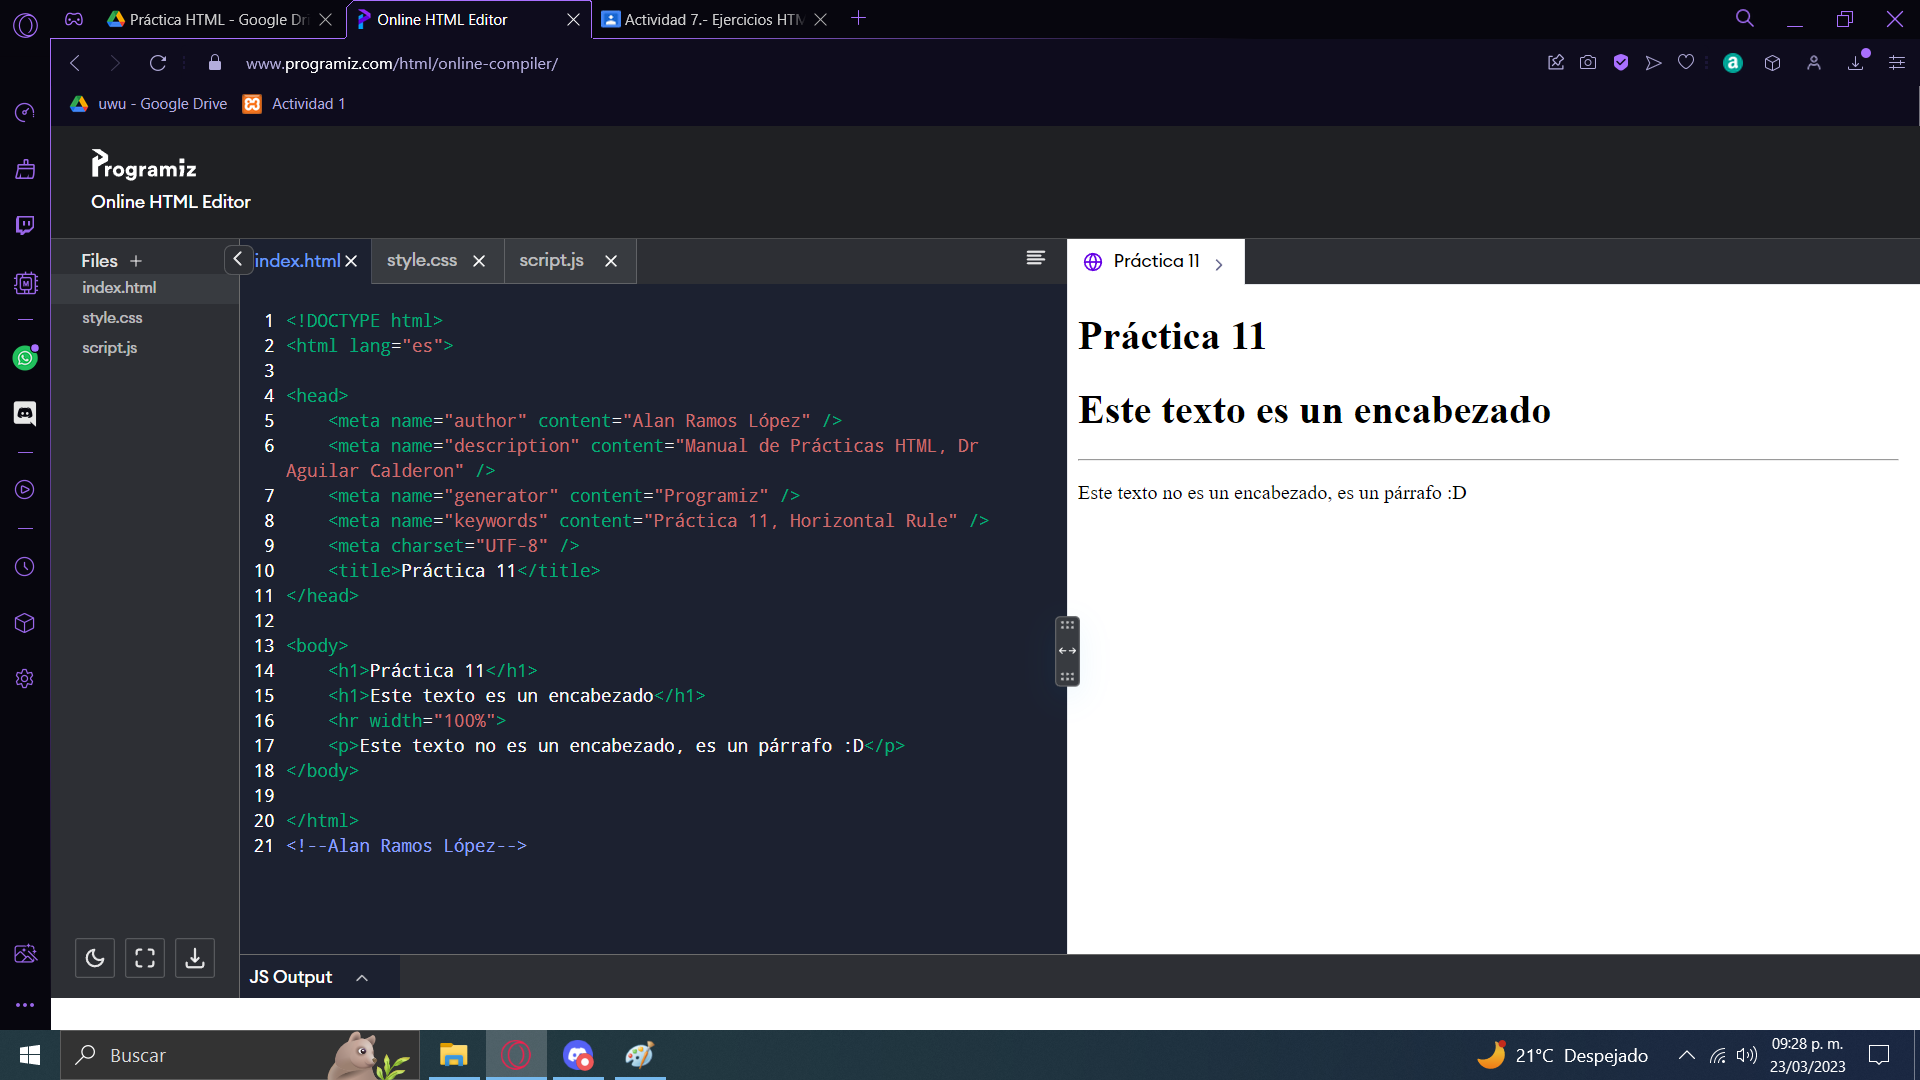 Práctica HTML - Google Dri
Online HTML Editor
Actividad 7.- Ejercicios HTM
www.programiz.com/html/online-compiler/
uwu - Google Drive
Actividad 1
Programiz
Online HTML Editor
Files +
index.html
style.css
script.js
index.html
style.css
script.js
Práctica 11
1 <!DOCTYPE html>
2 <html lang="es">
3
4 <head>
5 <meta name="author" content="Alan Ramos López" />
6 <meta name="description" content="Manual de Prácticas HTML, Dr
Aguilar Calderon" />
7 <meta name="generator" content="Programiz" />
8 <meta name="keywords" content="Práctica 11, Horizontal Rule" />
9 <meta charset="UTF-8" />
10 <title>Práctica 11</title>
11 </head>
12
13 <body>
14 <h1>Práctica 11</h1>
15 <h1>Este texto es un encabezado</h1>
16 <hr width="100%">
17 <p>Este texto no es un encabezado, es un párrafo :D</p>
18 </body>
19
20 </html>
21 <!--Alan Ramos López-->
Práctica 11
Este texto es un encabezado
Este texto no es un encabezado, es un párrafo :D
JS Output
Buscar
21°C Despejado
09:28 p. m.
23/03/2023